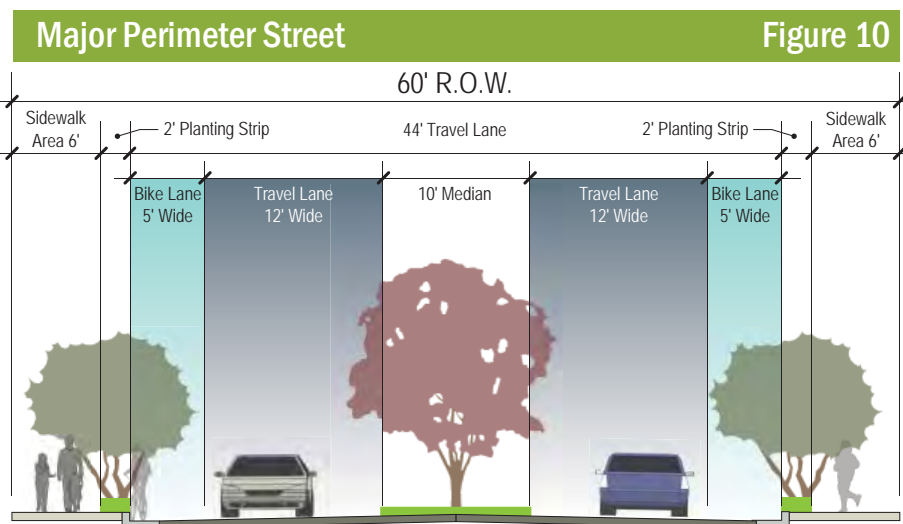 Major Perimeter Street
Figure 10
60' R.O.W.
Sidewalk
Area 6'
2' Planting Strip
44' Travel Lane
2' Planting Strip
Sidewalk
Area 6'
Bike Lane
5' Wide
Travel Lane
12' Wide
10' Median
Travel Lane
12' Wide
Bike Lane
5' Wide